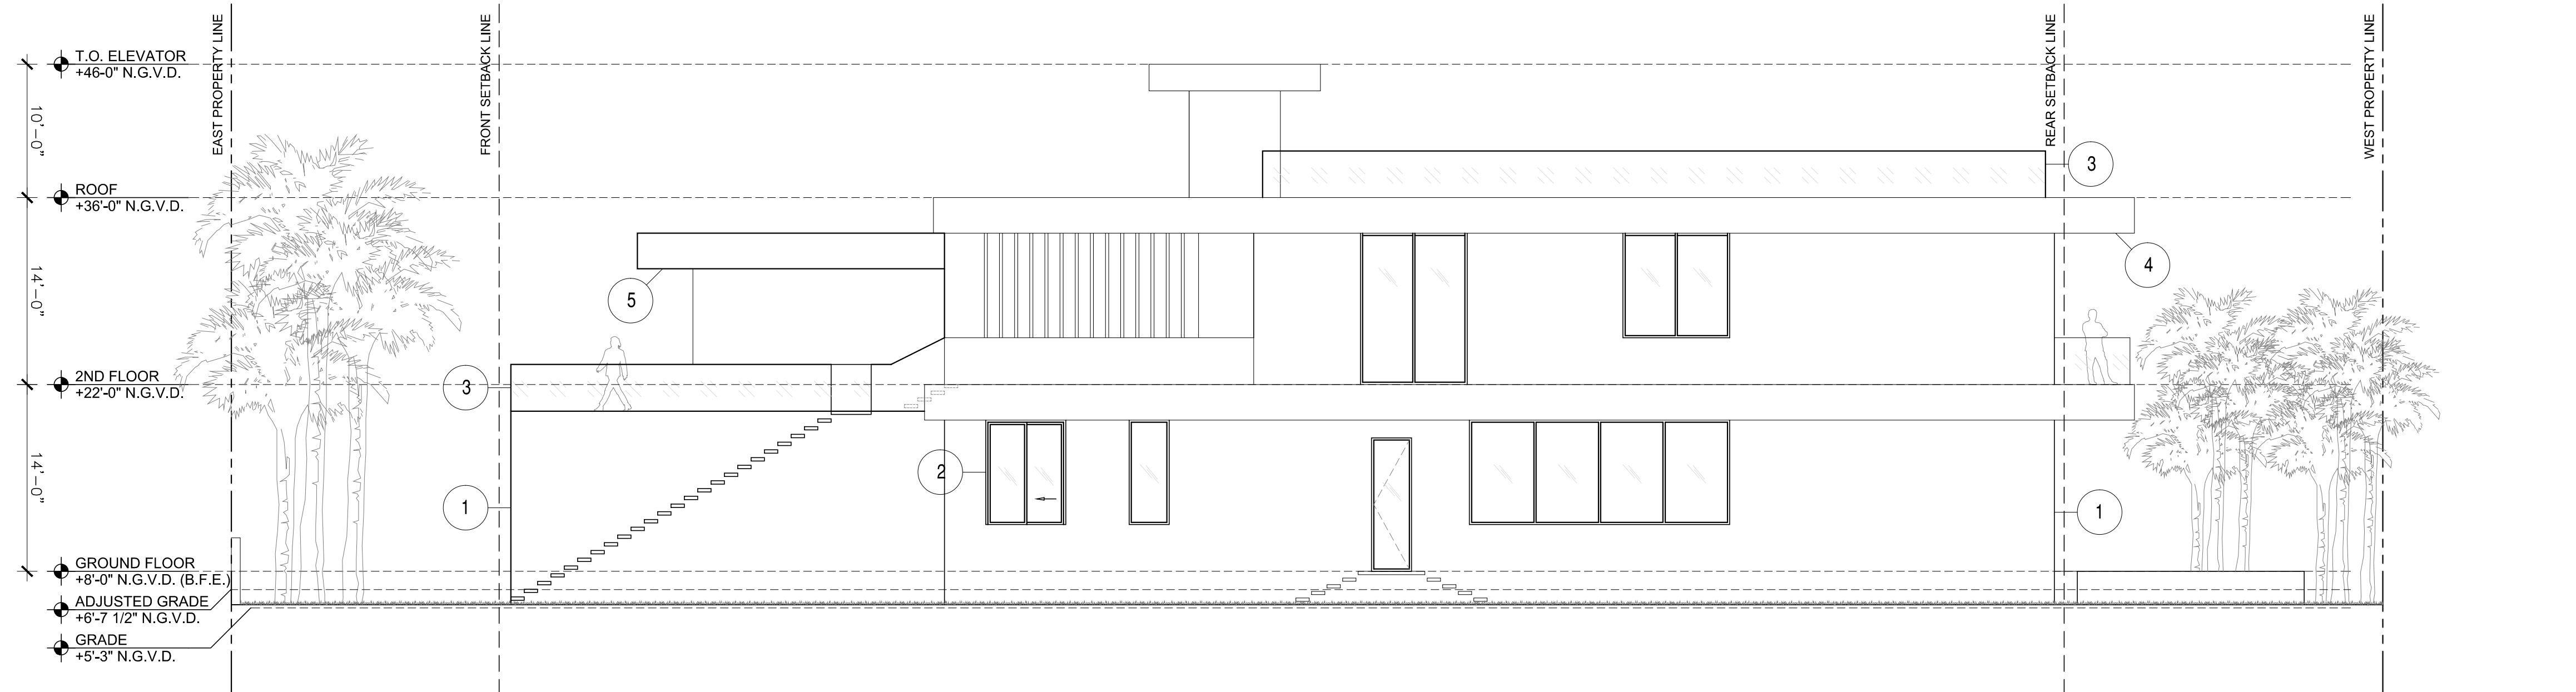 T.O. ELEVATOR
+46-0" N.G.V.D.
10'-0"
ROOF
+36'-0" N.G.V.D.
14'-0"
2ND FLOOR
+22'-0" N.G.V.D.
14'-0"
GROUND FLOOR
+8'-0" N.G.V.D. (B.F.E.)
ADJUSTED GRADE
+6'-7 1/2" N.G.V.D.
GRADE
+5'-3" N.G.V.D.
EAST PROPERTY LINE
FRONT SETBACK LINE
REAR SETBACK LINE
WEST PROPERTY LINE
3
4
5
3
2
1
1